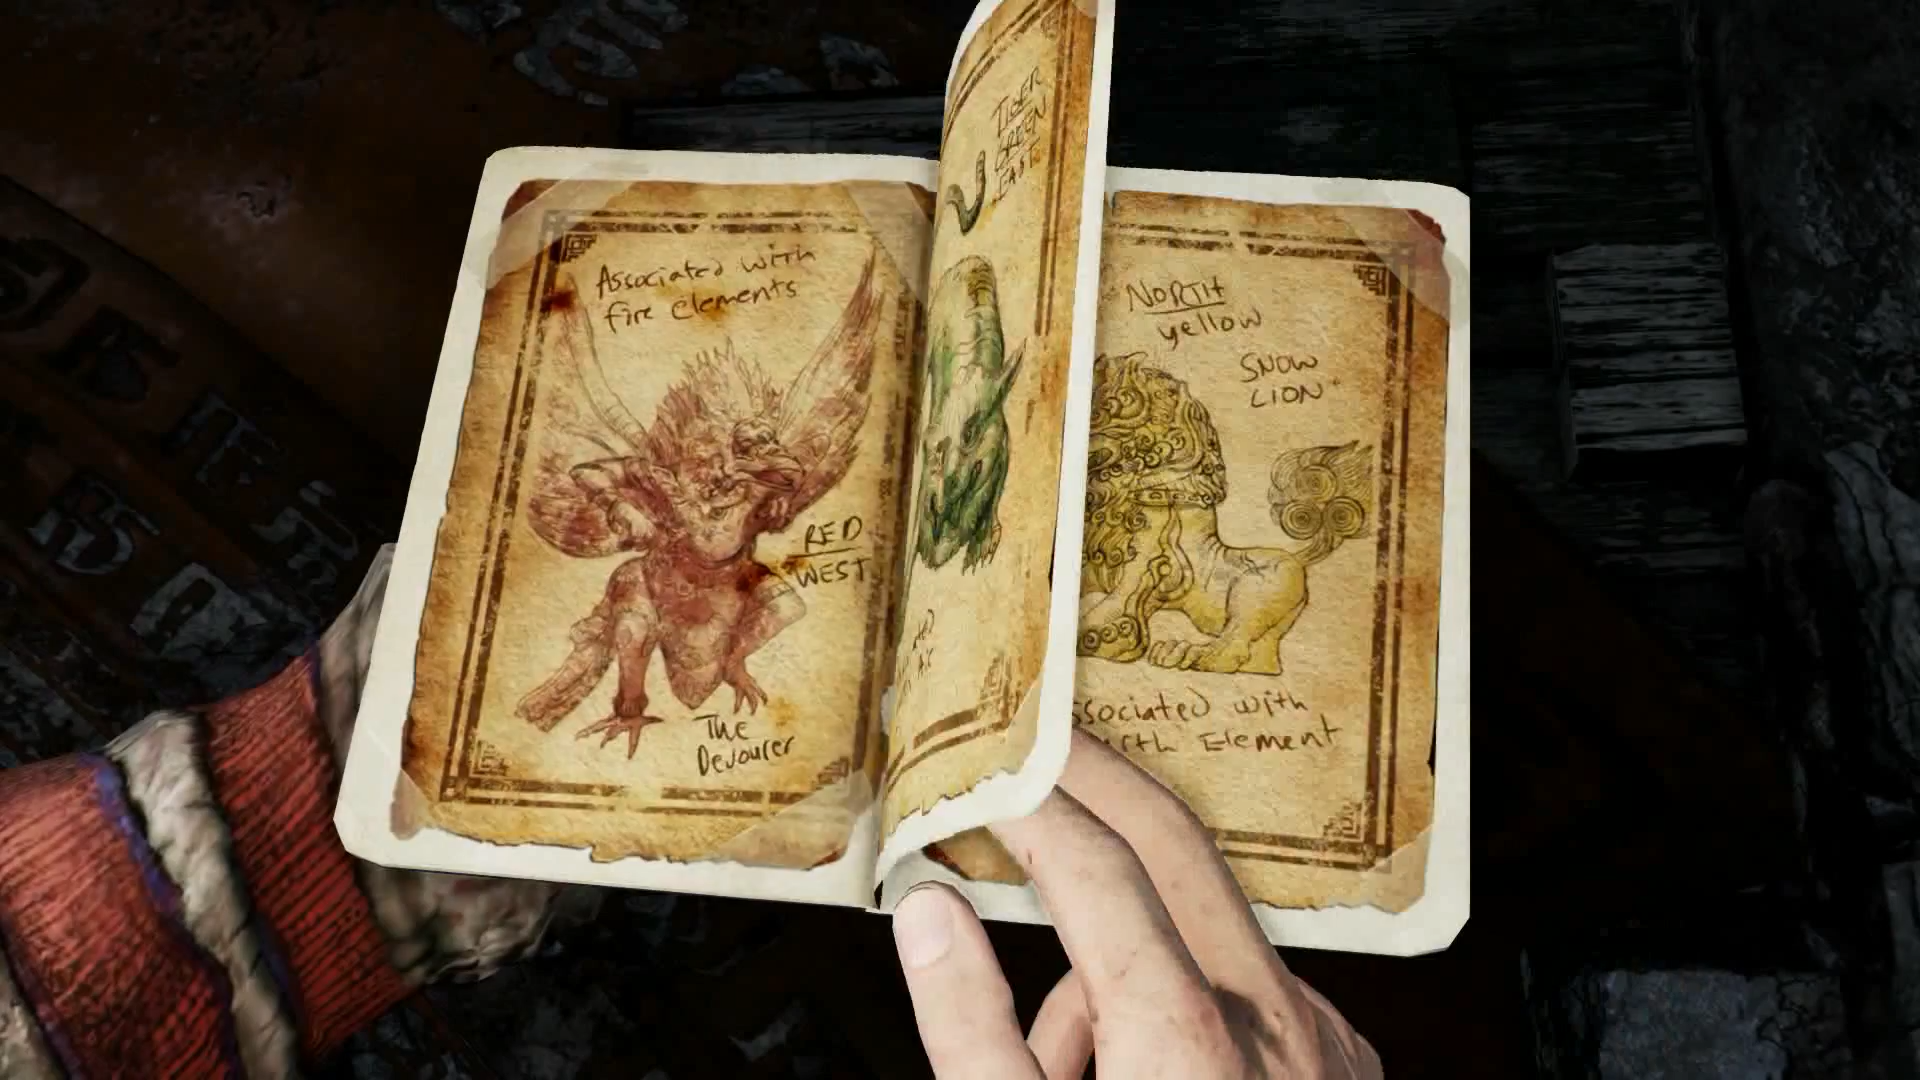 Associated with
fire elements
RED
WEST
The
Devourer
TIGER
GREEN
EAST
NORTH
yellow
SNOW
LION
ssociated with
rth Element